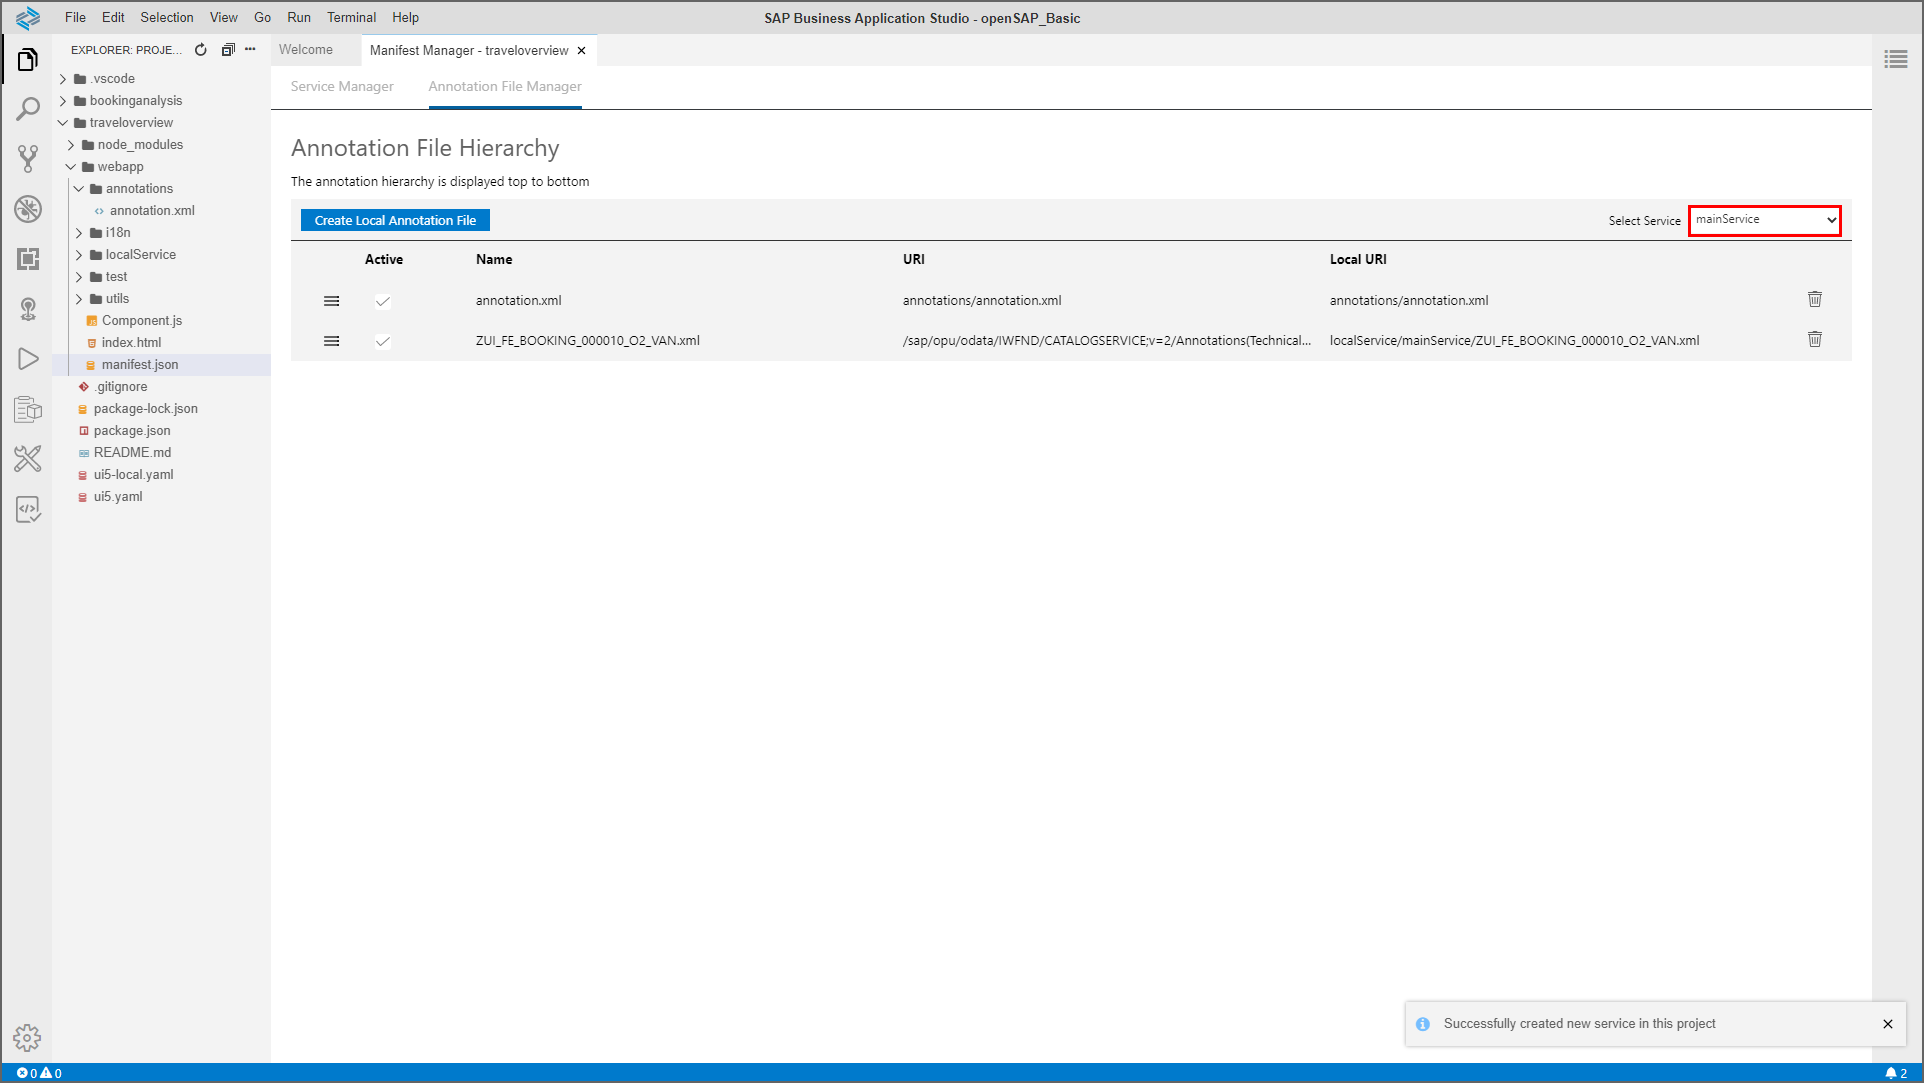 File Edit Selection View Go Run Terminal Help
SAP Business Application Studio - openSAP_Basic
EXPLORER: PROJE...
Welcome
Manifest Manager - traveloverview
.vscode
bookinganalysis
traveloverview
node_modules
webapp
annotations
annotation.xml
i18n
localService
test
utils
Component.js
index.html
manifest.json
.gitignore
package-lock.json
package.json
README.md
ui5-local.yaml
ui5.yaml
Service Manager
Annotation File Manager
Annotation File Hierarchy
The annotation hierarchy is displayed top to bottom
Create Local Annotation File
Select Service mainService
Active Name URI Local URI
annotation.xml annotations/annotation.xml annotations/annotation.xml
ZUI_FE_BOOKING_000010_O2_VAN.xml /sap/opu/odata/IWFND/CATALOGSERVICE;v=2/Annotations(Technical... localService/mainService/ZUI_FE_BOOKING_000010_O2_VAN.xml
Successfully created new service in this project
0 0
2